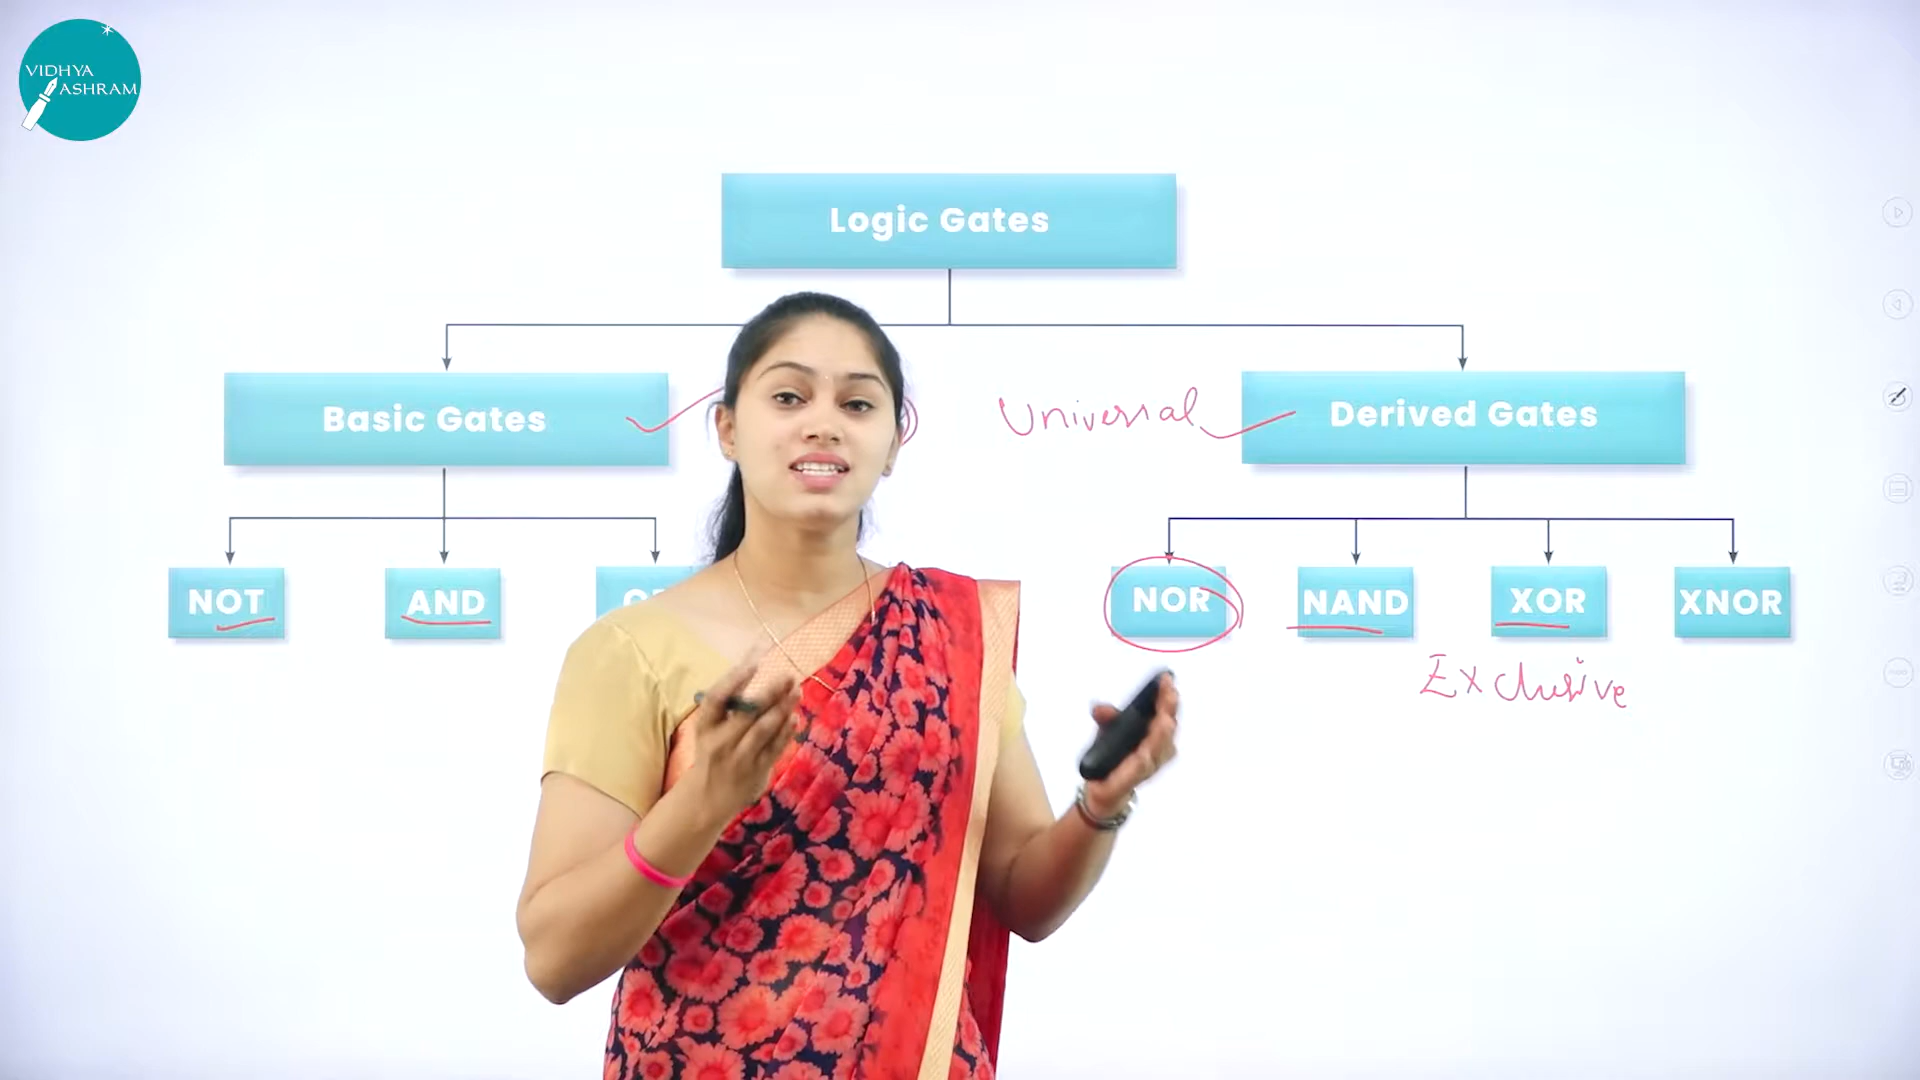 VIDHYA
ASHRAM
Logic Gates
Basic Gates
Universal
Derived Gates
NOT
AND
NOR
NAND
XOR
XNOR
Exclusive